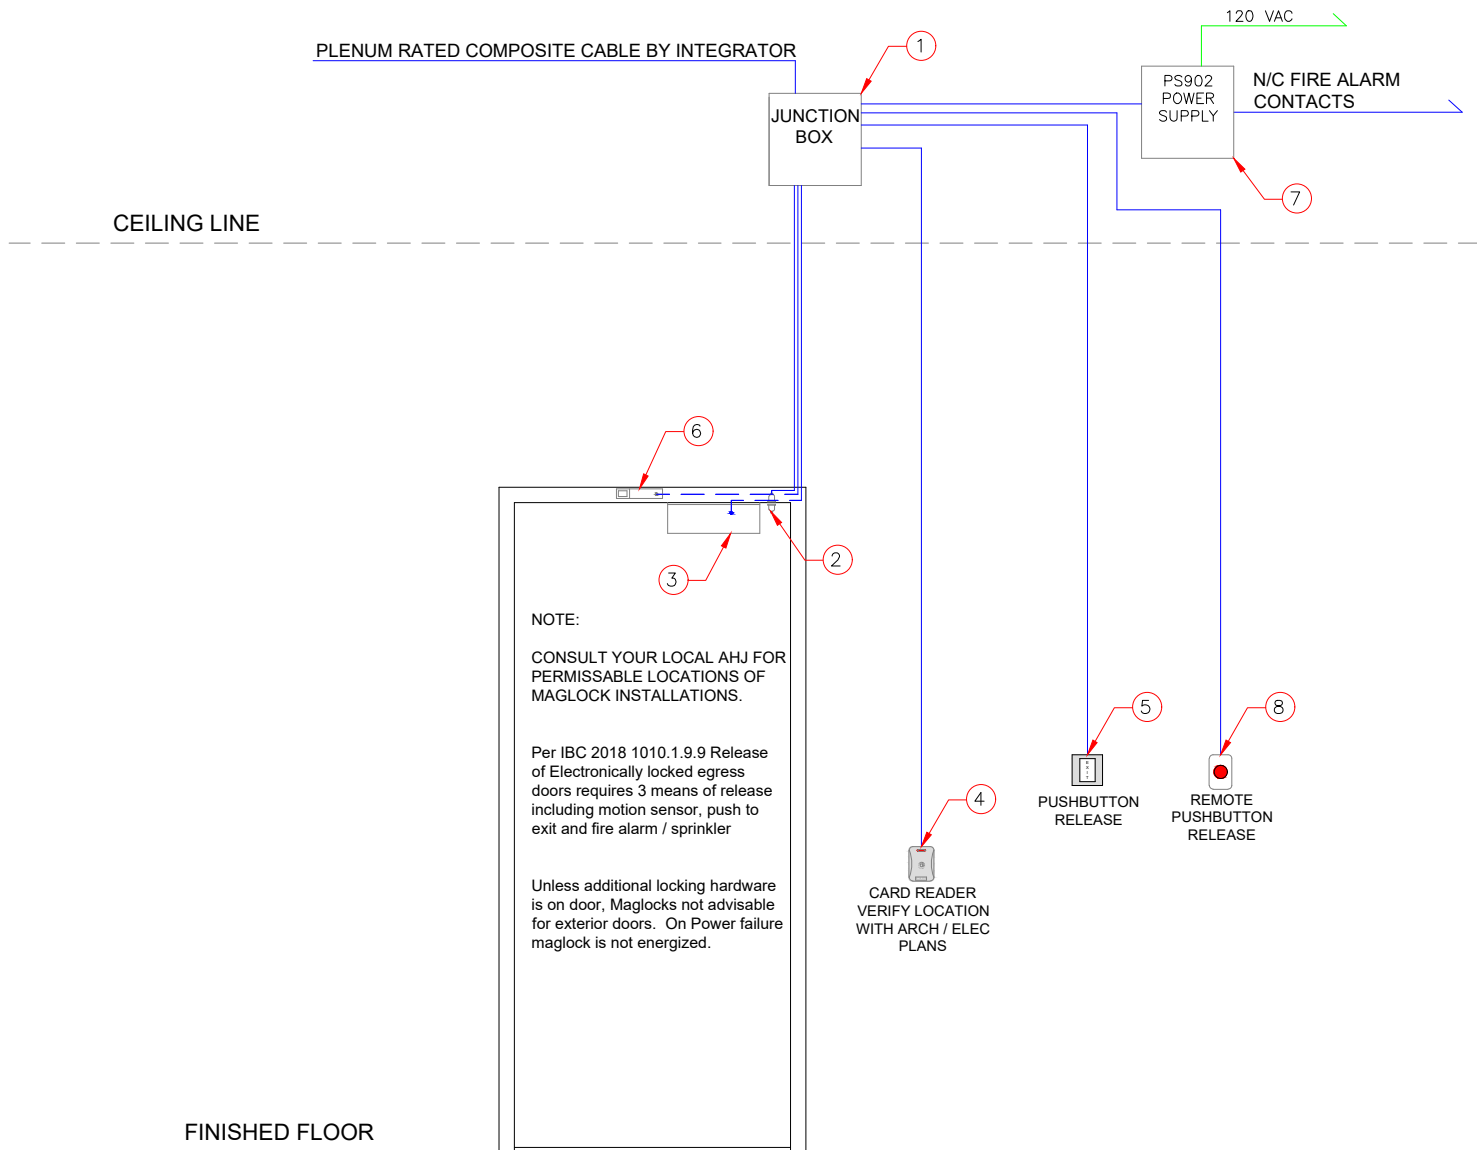 120 VAC
PLENUM RATED COMPOSITE CABLE BY INTEGRATOR
1
JUNCTION
BOX
PS902
POWER
SUPPLY
N/C FIRE ALARM
CONTACTS
7
CEILING LINE
6
2
3
NOTE:
CONSULT YOUR LOCAL AHJ FOR
PERMISSABLE LOCATIONS OF
MAGLOCK INSTALLATIONS.
Per IBC 2018 1010.1.9.9 Release
of Electronically locked egress
doors requires 3 means of release
including motion sensor, push to
exit and fire alarm / sprinkler
Unless additional locking hardware
is on door, Maglocks not advisable
for exterior doors.  On Power failure
maglock is not energized.
5
EXIT
PUSHBUTTON
RELEASE
8
REMOTE
PUSHBUTTON
RELEASE
4
CARD READER
VERIFY LOCATION
WITH ARCH / ELEC
PLANS
FINISHED FLOOR